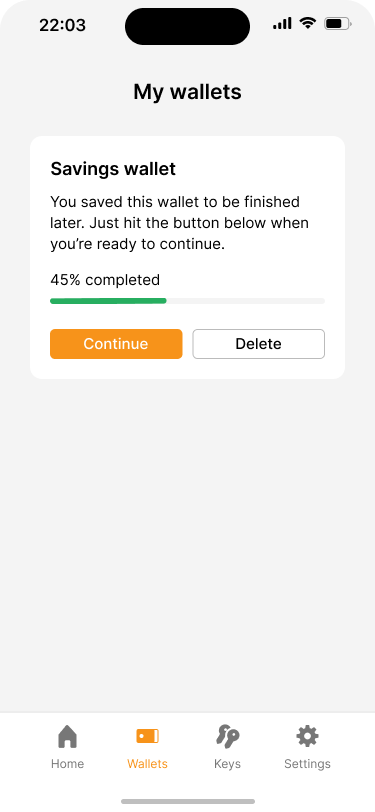 22:03
My wallets
Savings wallet
You saved this wallet to be finished
later. Just hit the button below when
you’re ready to continue.
45% completed
Continue
Delete
Home
Wallets
Keys
Settings